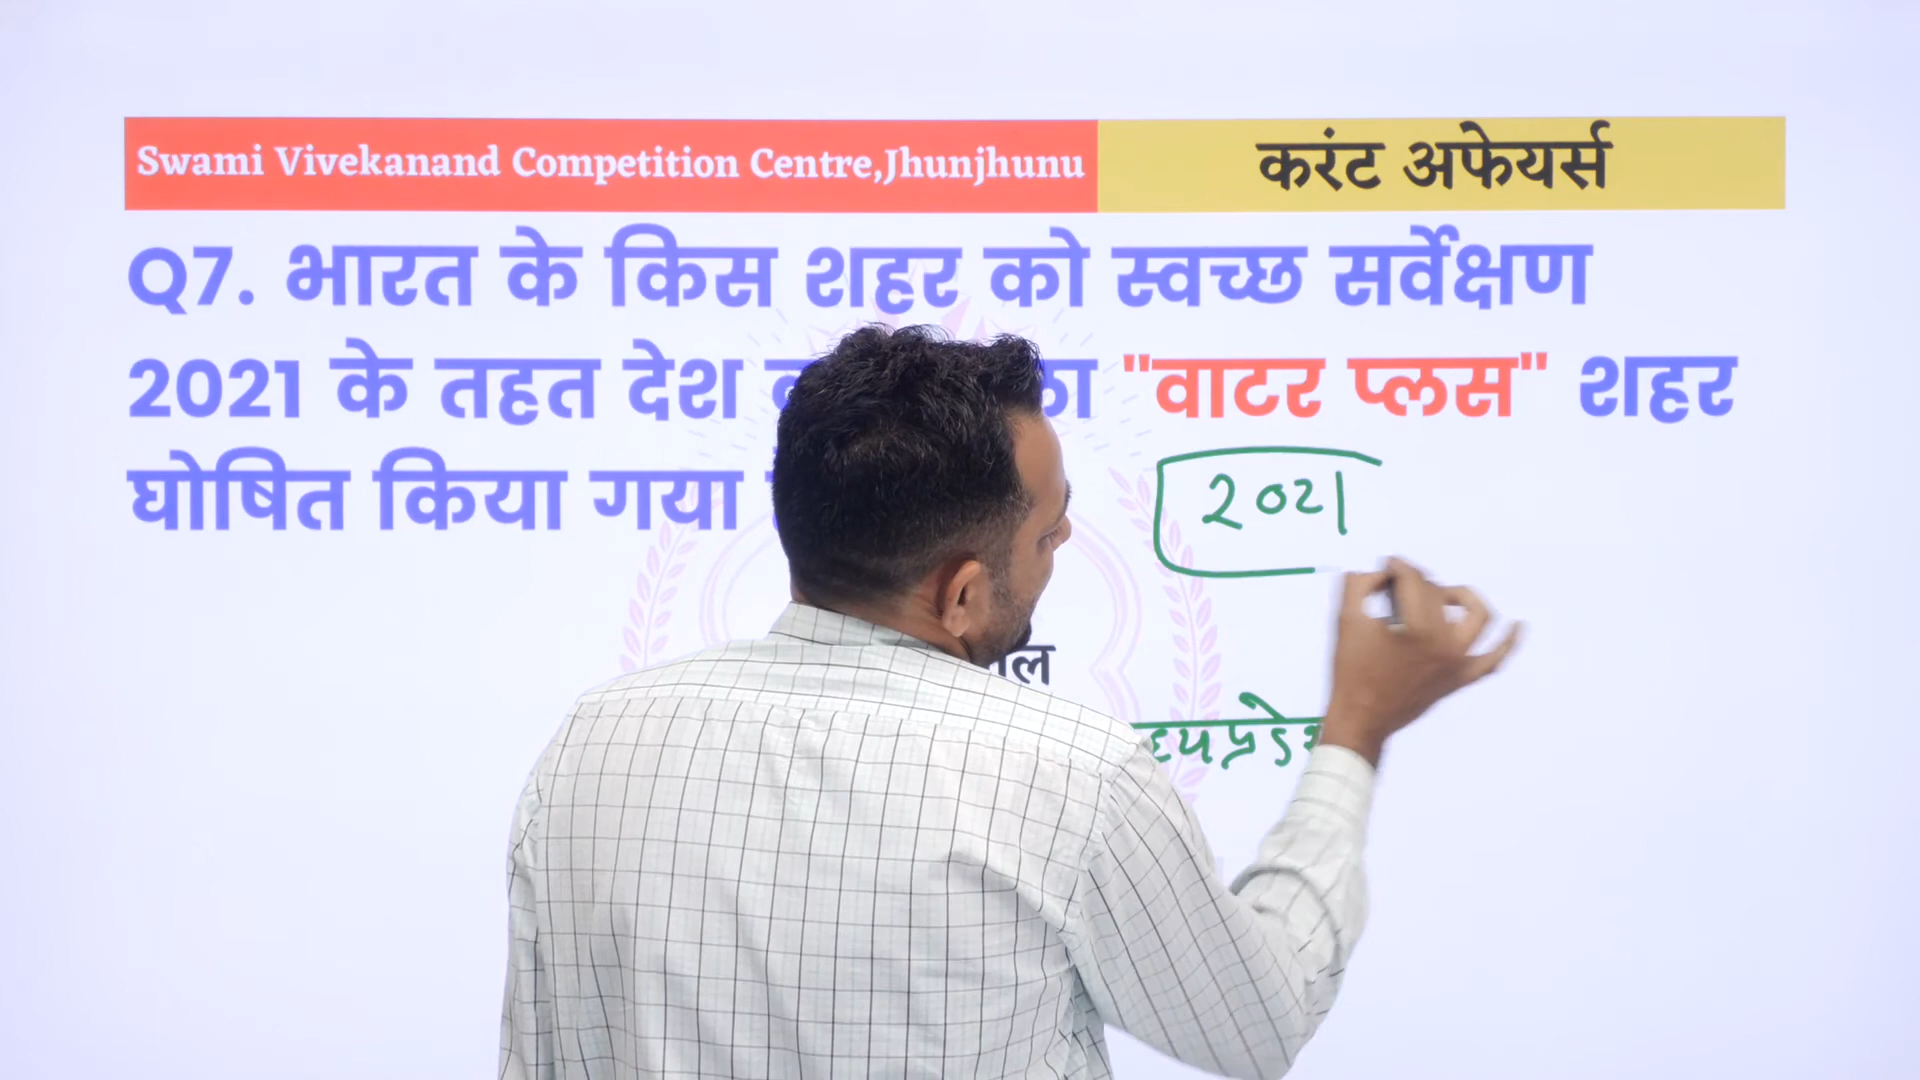 Swami Vivekanand Competition Centre,Jhunjhunu
करंट अफेयर्स
Q7. भारत के किस शहर को स्वच्छ सर्वेक्षण
2021 के तहत देश "वाटर प्लस" शहर
घोषित किया गया
2021